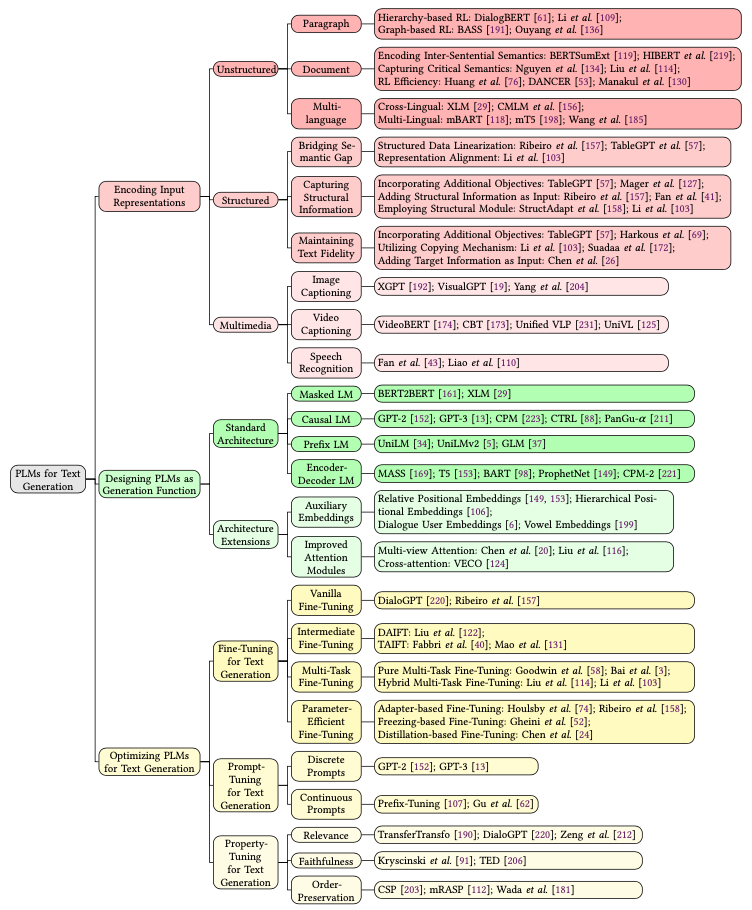 PLMs for Text
Generation
Encoding Input
Representations
Unstructured
Paragraph
Hierarchy-based RL: DialogBERT [61]; Li et al. [109];
Graph-based RL: BASS [191]; Ouyang et al. [136]
Document
Encoding Inter-Sentential Semantics: BERTSumExt [119]; HIBERT [219];
Capturing Critical Semantics: Nguyen et al. [134]; Liu et al. [114];
RL Efficiency: Huang et al. [76]; DANCER [53]; Manakul et al. [130]
Multi-
language
Cross-Lingual: XLM [29]; CMLM et al. [156];
Multi-Lingual: mBART [118]; mT5 [198]; Wang et al. [185]
Structured
Bridging Se-
mantic Gap
Structured Data Linearization: Ribeiro et al. [157]; TableGPT et al. [57];
Representation Alignment: Li et al. [103]
Capturing
Structural
Information
Incorporating Additional Objectives: TableGPT [57]; Mager et al. [127];
Adding Structural Information as Input: Ribeiro et al. [157]; Fan et al. [41];
Employing Structural Module: StructAdapt et al. [158]; Li et al. [103]
Maintaining
Text Fidelity
Incorporating Additional Objectives: TableGPT [57]; Harkous et al. [69];
Utilizing Copying Mechanism: Li et al. [103]; Suadaa et al. [172];
Adding Target Information as Input: Chen et al. [26]
Multimedia
Image
Captioning
XGPT [192]; VisualGPT [19]; Yang et al. [204]
Video
Captioning
VideoBERT [174]; CBT [173]; Unified VLP [231]; UniVL [125]
Speech
Recognition
Fan et al. [43]; Liao et al. [110]
Designing PLMs as
Generation Function
Standard
Architecture
Masked LM
BERT2BERT [161]; XLM [29]
Causal LM
GPT-2 [152]; GPT-3 [13]; CPM [223]; CTRL [88]; PanGu-α [211]
Prefix LM
UniLM [34]; UniLMv2 [5]; GLM [37]
Encoder-
Decoder LM
MASS [169]; T5 [153]; BART [98]; ProphetNet [149]; CPM-2 [221]
Architecture
Extensions
Auxiliary
Embeddings
Relative Positional Embeddings [149, 153]; Hierarchical Posi-
tional Embeddings [106];
Dialogue User Embeddings [6]; Vowel Embeddings [199]
Improved
Attention
Modules
Multi-view Attention: Chen et al. [20]; Liu et al. [116];
Cross-attention: VECO [124]
Optimizing PLMs
for Text Generation
Fine-Tuning
for Text
Generation
Vanilla
Fine-Tuning
DialoGPT [220]; Ribeiro et al. [157]
Intermediate
Fine-Tuning
DAIFT: Liu et al. [122];
TAIFT: Fabbri et al. [40]; Mao et al. [131]
Multi-Task
Fine-Tuning
Pure Multi-Task Fine-Tuning: Goodwin et al. [58]; Bai et al. [3];
Hybrid Multi-Task Fine-Tuning: Liu et al. [114]; Li et al. [103]
Parameter-
Efficient
Fine-Tuning
Adapter-based Fine-Tuning: Houlsby et al. [74]; Ribeiro et al. [158];
Freezing-based Fine-Tuning: Gheini et al. [52];
Distillation-based Fine-Tuning: Chen et al. [24]
Prompt-
Tuning
for Text
Generation
Discrete
Prompts
GPT-2 [152]; GPT-3 [13]
Continuous
Prompts
Prefix-Tuning [107]; Gu et al. [62]
Property-
Tuning
for Text
Generation
Relevance
TransferTransfo [190]; DialoGPT [220]; Zeng et al. [212]
Faithfulness
Kryscinski et al. [91]; TED [206]
Order-
Preservation
CSP [203]; mRASP [112]; Wada et al. [181]